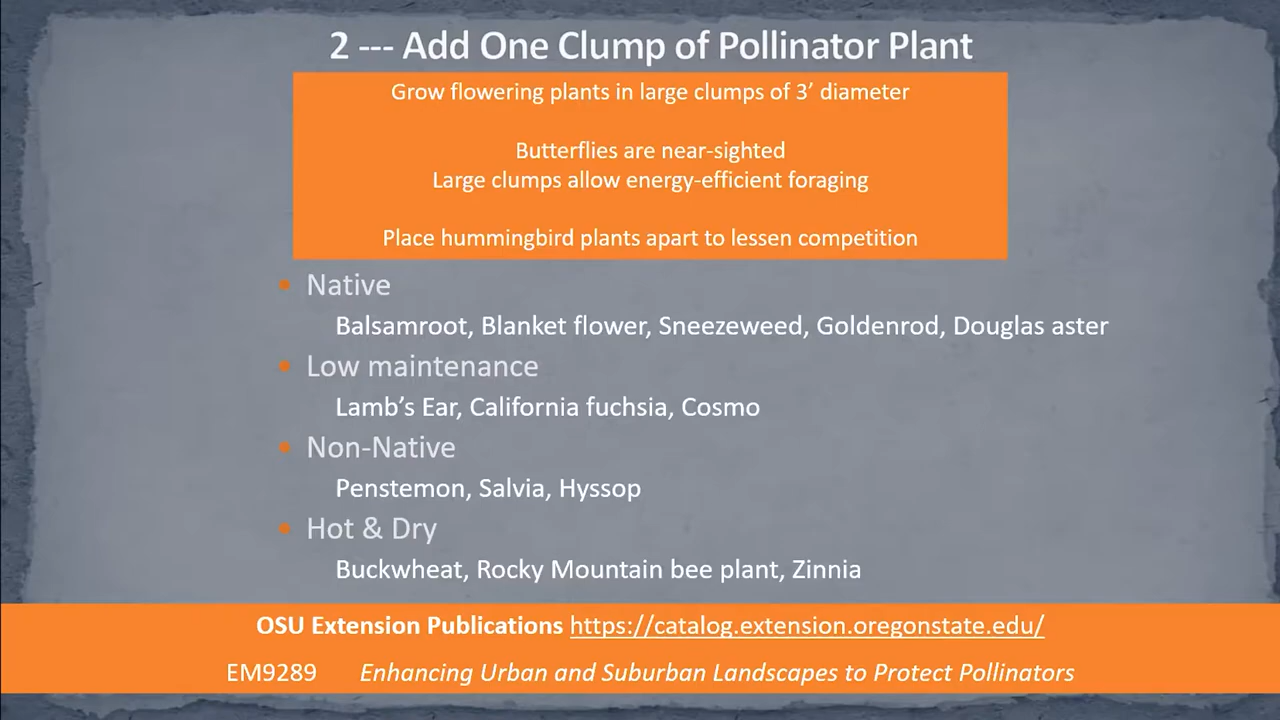 2 --- Add One Clump of Pollinator Plant
Grow flowering plants in large clumps of 3’ diameter
Butterflies are near-sighted
Large clumps allow energy-efficient foraging
Place hummingbird plants apart to lessen competition
• Native
Balsamroot, Blanket flower, Sneezeweed, Goldenrod, Douglas aster
• Low maintenance
Lamb’s Ear, California fuchsia, Cosmo
• Non-Native
Penstemon, Salvia, Hyssop
• Hot & Dry
Buckwheat, Rocky Mountain bee plant, Zinnia
OSU Extension Publications https://catalog.extension.oregonstate.edu/
EM9289 Enhancing Urban and Suburban Landscapes to Protect Pollinators